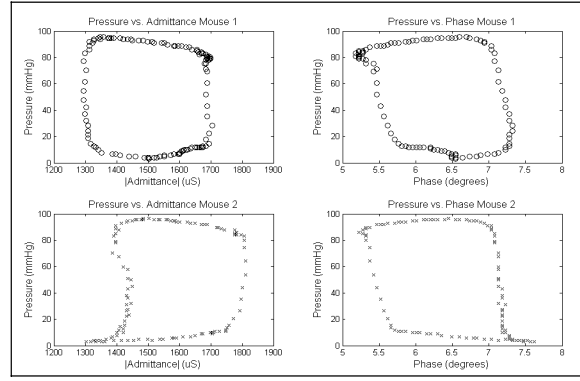 Pressure vs. Admittance Mouse 1
Pressure (mmHg)
100
80
60
40
20
0
1200 1300 1400 1500 1600 1700 1800 1900
|Admittance| (uS)
Pressure vs. Phase Mouse 1
Pressure (mmHg)
100
80
60
40
20
0
5 5.5 6 6.5 7 7.5 8
Phase (degrees)
Pressure vs. Admittance Mouse 2
Pressure (mmHg)
100
80
60
40
20
0
1200 1300 1400 1500 1600 1700 1800 1900
|Admittance| (uS)
Pressure vs. Phase Mouse 2
Pressure (mmHg)
100
80
60
40
20
0
5 5.5 6 6.5 7 7.5 8
Phase (degrees)